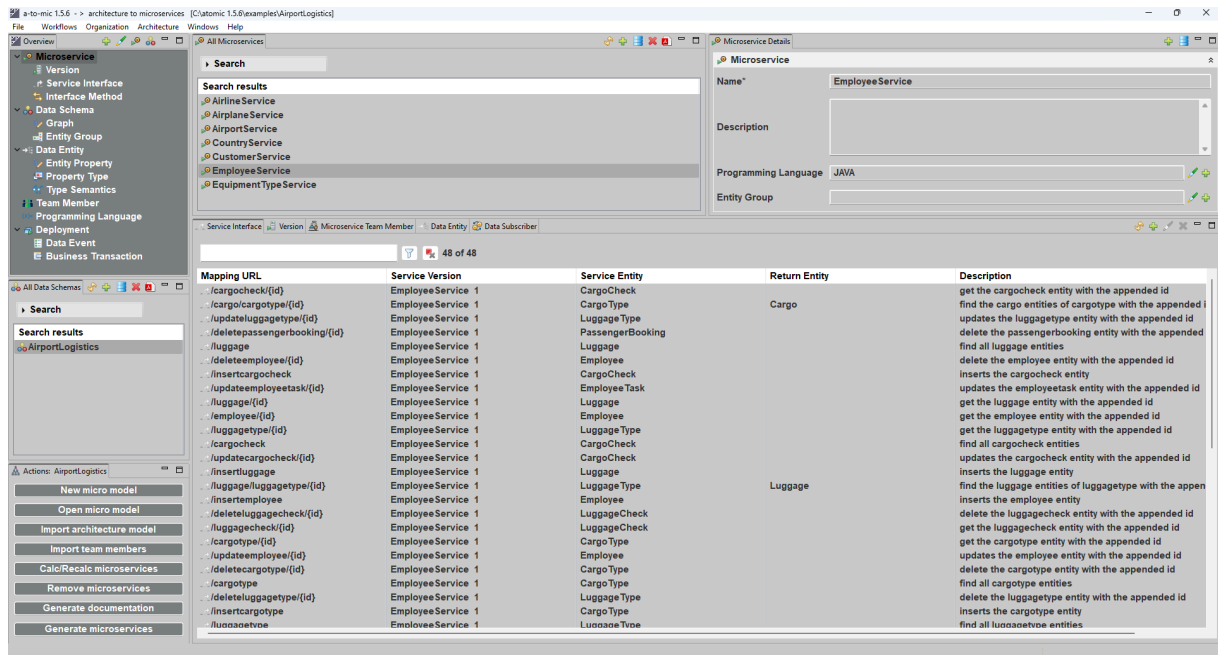 a-to-mic 1.5.6 - -> architecture to microservices [C:\atomic 1.5.6\examples\AirportLogistics]
File Workflows Organization Architecture Windows Help
Overview
Microservice
Version
Service Interface
Interface Method
Data Schema
Graph
Entity Group
Data Entity
Entity Property
Property Type
Type Semantics
Team Member
Programming Language
Deployment
Data Event
Business Transaction
All Data Schemas
Search
Search results
AirportLogistics
Actions: AirportLogistics
New micro model
Open micro model
Import architecture model
Import team members
Calc/Recalc microservices
Remove microservices
Generate documentation
Generate microservices
All Microservices
Search
Search results
AirlineService
AirplaneService
AirportService
CountryService
CustomerService
EmployeeService
EquipmentTypeService
Microservice Details
Microservice
Name* EmployeeService
Description
Programming Language JAVA
Entity Group
Service Interface Version Microservice Team Member Data Entity Data Subscriber
48 of 48
Mapping URL Service Version Service Entity Return Entity Description
/cargocheck/{id} EmployeeService 1 CargoCheck get the cargocheck entity with the appended id
/cargo/cargotype/{id} EmployeeService 1 CargoType Cargo find the cargo entities of cargotype with the appended i
/updateluggagetype/{id} EmployeeService 1 LuggageType updates the luggagetype entity with the appended id
/deletepassengerbooking/{id} EmployeeService 1 PassengerBooking delete the passengerbooking entity with the appended
/luggage EmployeeService 1 Luggage find all luggage entities
/deleteemployee/{id} EmployeeService 1 Employee delete the employee entity with the appended id
/insertcargocheck EmployeeService 1 CargoCheck inserts the cargocheck entity
/updateemployeetask/{id} EmployeeService 1 EmployeeTask updates the employeetask entity with the appended id
/luggage/{id} EmployeeService 1 Luggage get the luggage entity with the appended id
/employee/{id} EmployeeService 1 Employee get the employee entity with the appended id
/luggagetype/{id} EmployeeService 1 LuggageType get the luggagetype entity with the appended id
/cargocheck EmployeeService 1 CargoCheck find all cargocheck entities
/updatecargocheck/{id} EmployeeService 1 CargoCheck updates the cargocheck entity with the appended id
/insertluggage EmployeeService 1 Luggage inserts the luggage entity
/luggage/luggagetype/{id} EmployeeService 1 LuggageType Luggage find the luggage entities of luggagetype with the appen
/insertemployee EmployeeService 1 Employee inserts the employee entity
/deleteluggagecheck/{id} EmployeeService 1 LuggageCheck delete the luggagecheck entity with the appended id
/luggagecheck/{id} EmployeeService 1 LuggageCheck get the luggagecheck entity with the appended id
/cargotype/{id} EmployeeService 1 CargoType get the cargotype entity with the appended id
/updateemployee/{id} EmployeeService 1 Employee updates the employee entity with the appended id
/deletecargotype/{id} EmployeeService 1 CargoType delete the cargotype entity with the appended id
/cargotype EmployeeService 1 CargoType find all cargotype entities
/deleteluggagetype/{id} EmployeeService 1 LuggageType delete the luggagetype entity with the appended id
/insertcargotype EmployeeService 1 CargoType inserts the cargotype entity
/luggagetype EmployeeService 1 LuggageType find all luggagetype entities